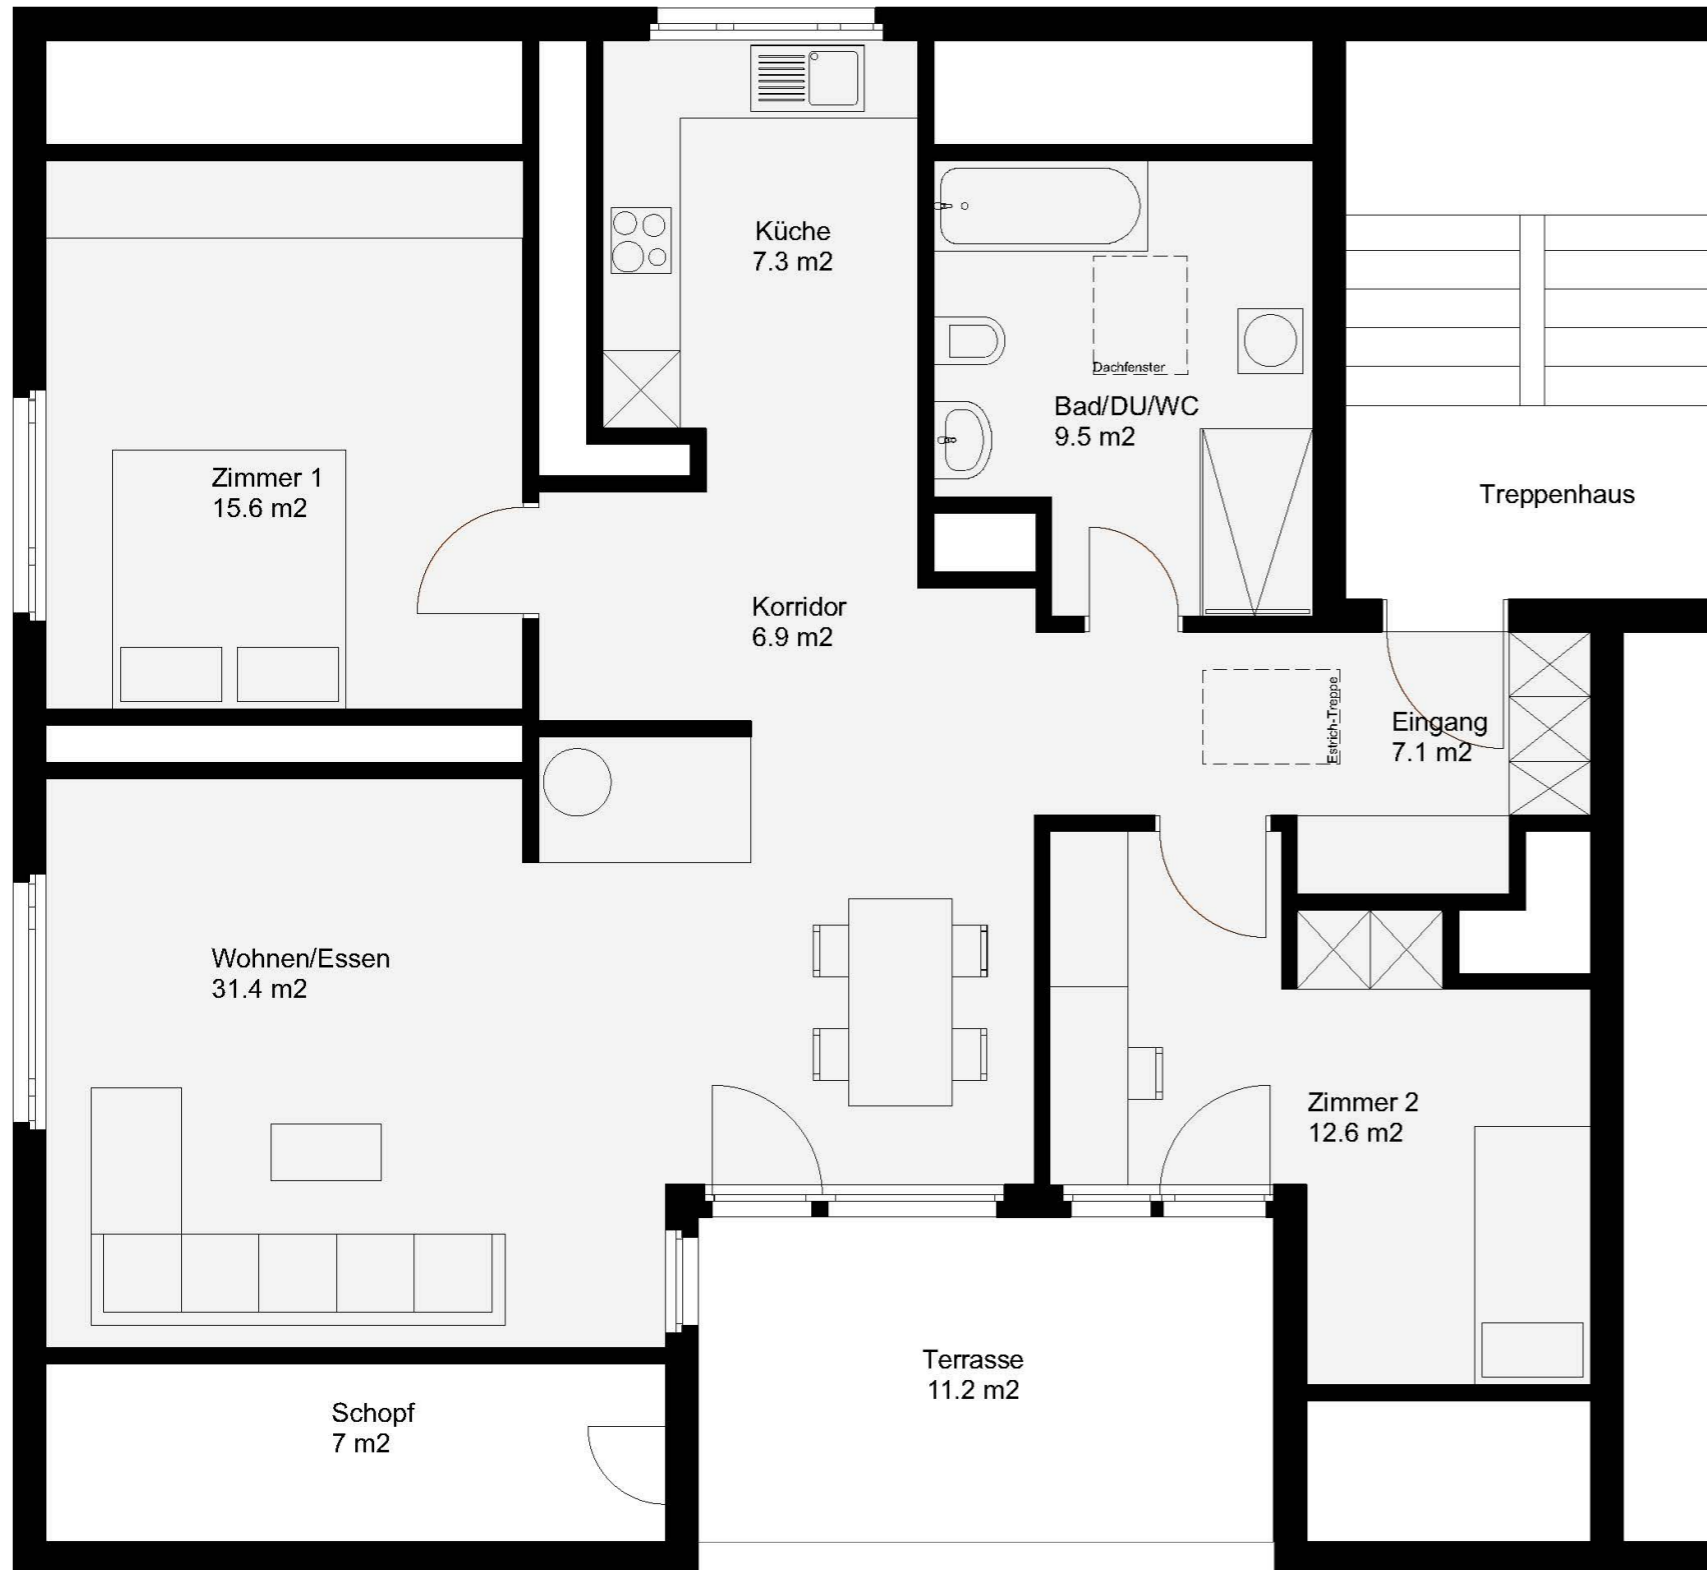 Küche
7.3 m2
Dachfenster
Bad/DU/WC
9.5 m2
Zimmer 1
15.6 m2
Treppenhaus
Korridor
6.9 m2
Estrich-Treppe
Eingang
7.1 m2
Wohnen/Essen
31.4 m2
Zimmer 2
12.6 m2
Terrasse
11.2 m2
Schopf
7 m2